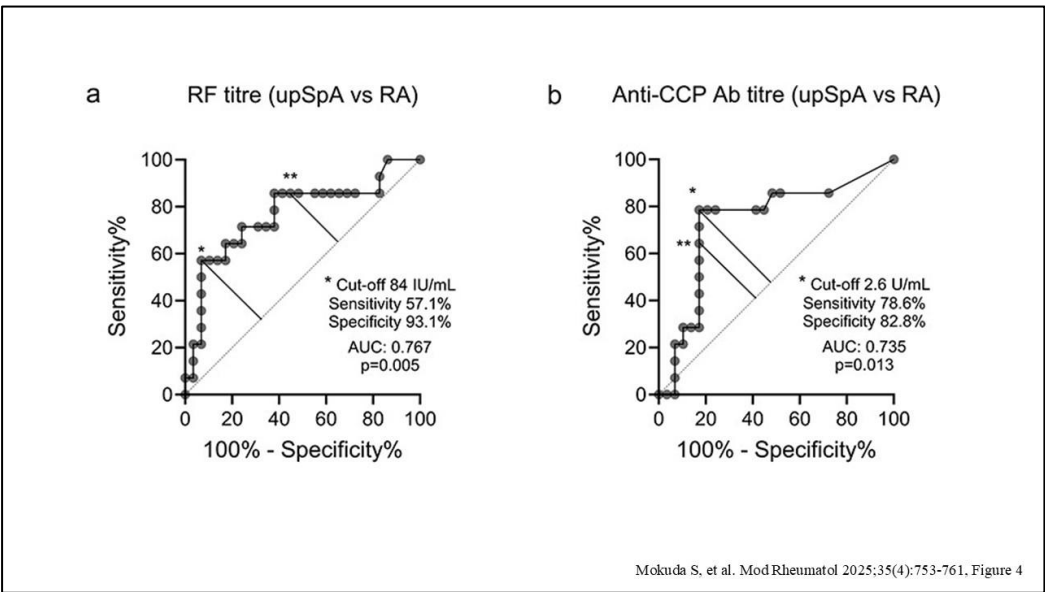 a
RF titre (upSpA vs RA)
100
80
60
40
20
0
Sensitivity%
**
*
* Cut-off 84 IU/mL
Sensitivity 57.1%
Specificity 93.1%
AUC: 0.767
p=0.005
0 20 40 60 80 100
100% - Specificity%
b
Anti-CCP Ab titre (upSpA vs RA)
100
80
60
40
20
0
Sensitivity%
*
**
* Cut-off 2.6 U/mL
Sensitivity 78.6%
Specificity 82.8%
AUC: 0.735
p=0.013
0 20 40 60 80 100
100% - Specificity%
Mokuda S, et al. Mod Rheumatol 2025;35(4):753-761, Figure 4